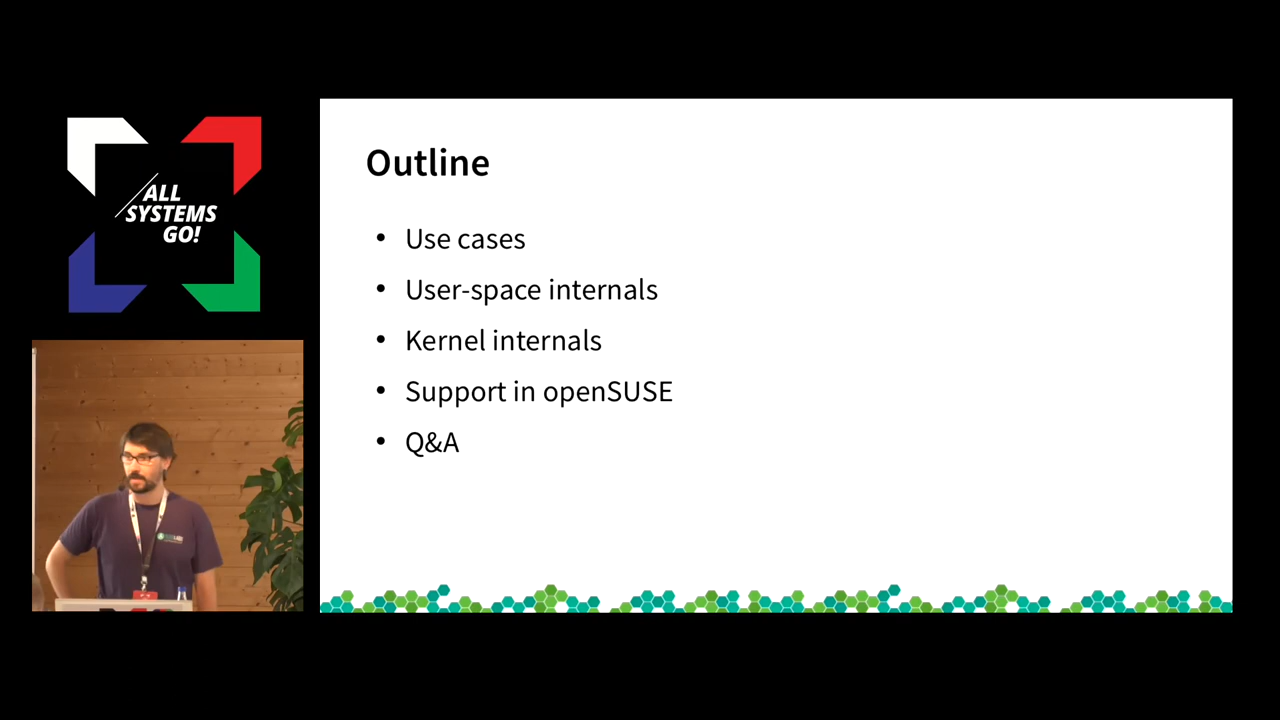 ALL
SYSTEMS
GO!
Outline
• Use cases
• User-space internals
• Kernel internals
• Support in openSUSE
• Q&A